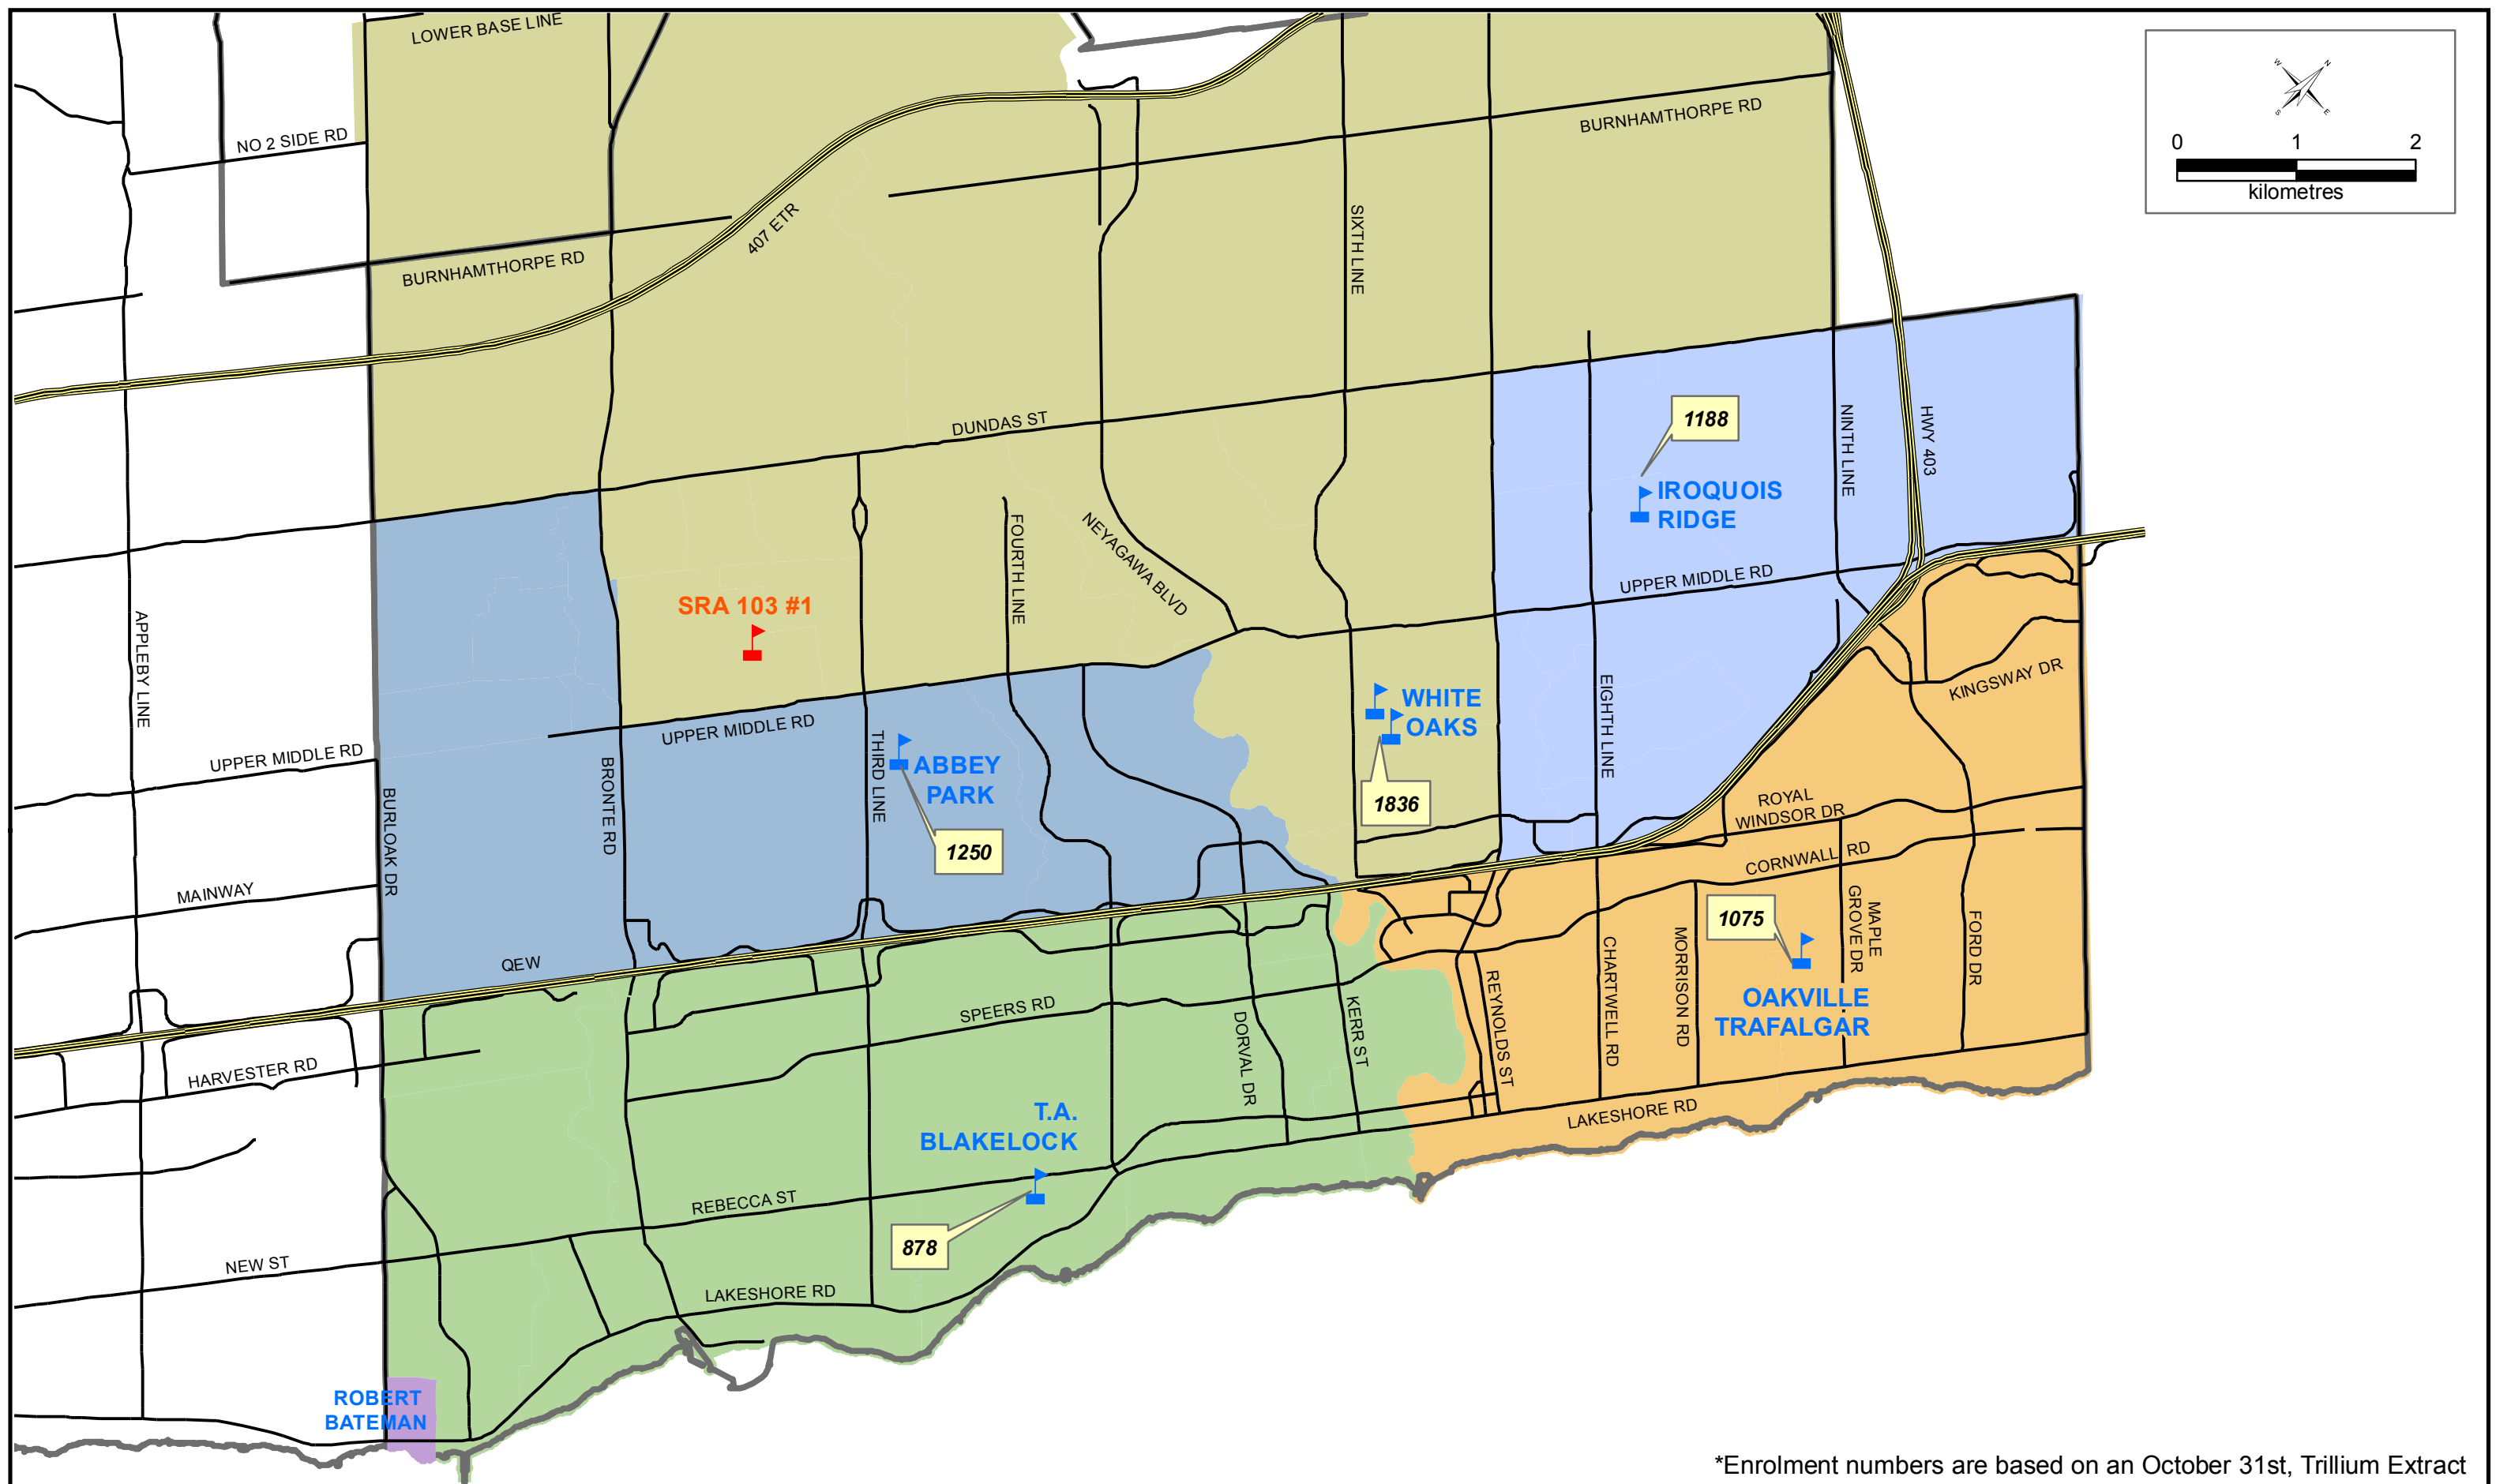 LOWER BASE LINE
W
N
S
E
0 1 2
kilometres
NO 2 SIDE RD
BURNHAMTHORPE RD
407 ETR
SIXTH LINE
BURNHAMTHORPE RD
DUNDAS ST
1188
NINTH LINE
HWY 403
IROQUOIS
RIDGE
FOURTH LINE
NEYAGAWA BLVD
UPPER MIDDLE RD
SRA 103 #1
APPLEBY LINE
EIGHTH LINE
KINGSWAY DR
WHITE
OAKS
UPPER MIDDLE RD
UPPER MIDDLE RD
THIRD LINE
ABBEY
PARK
BRONTE RD
BURLOAK DR
1836
ROYAL
WINDSOR DR
1250
CORNWALL RD
MAINWAY
1075
MAPLE
GROVE DR
FORD DR
QEW
CHARTWELL RD
MORRISON RD
REYNOLDS ST
OAKVILLE
TRAFALGAR
SPEERS RD
DORVAL DR
KERR ST
HARVESTER RD
T.A.
BLAKELOCK
LAKESHORE RD
REBECCA ST
878
NEW ST
LAKESHORE RD
ROBERT
BATEMAN
*Enrolment numbers are based on an October 31st, Trillium Extract